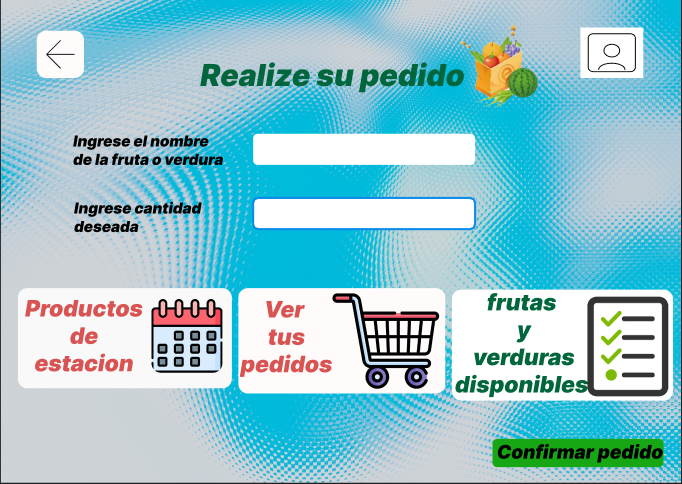 Realize su pedido
Ingrese el nombre
de la fruta o verdura
Ingrese cantidad
deseada
Productos
de
estacion
Ver
tus
pedidos
frutas
y
verduras
disponibles
Confirmar pedido